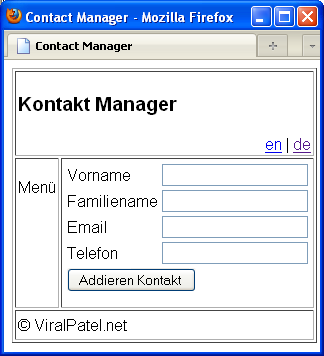 Contact Manager - Mozilla Firefox
Contact Manager
Kontakt Manager
en | de
Menü
Vorname
Familiename
Email
Telefon
Addieren Kontakt
© ViralPatel.net